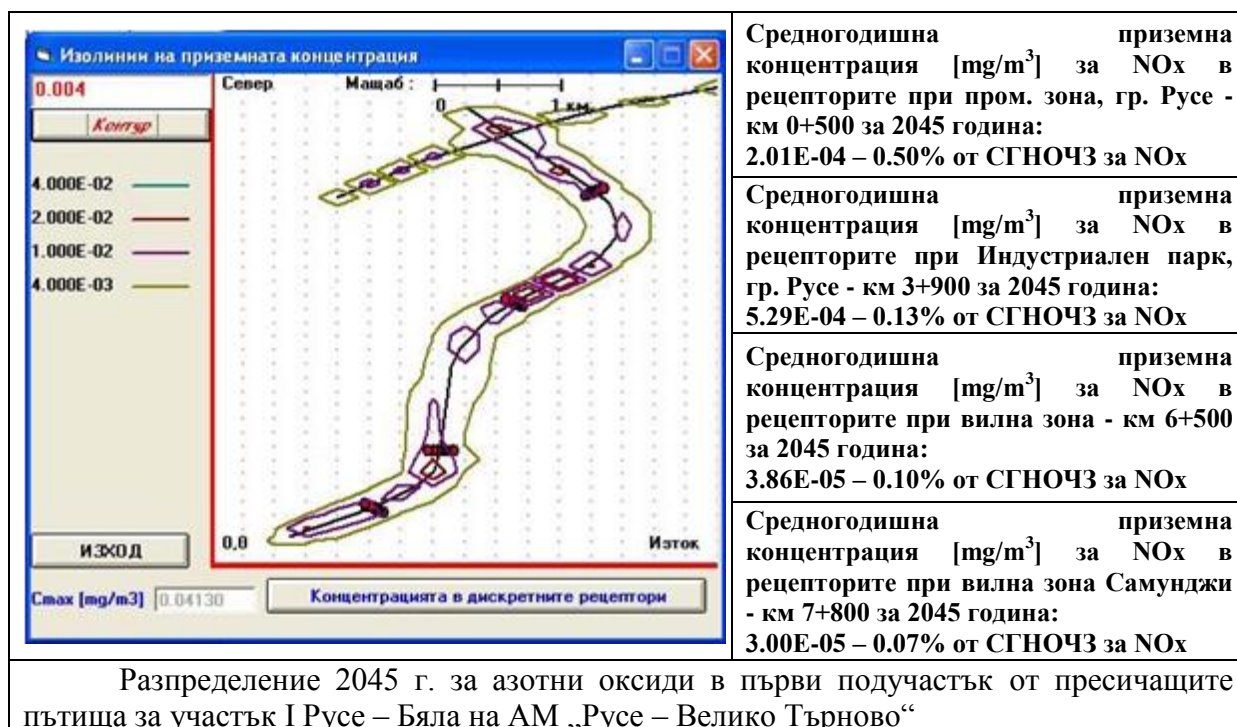 Изолинии на приземната концентрация
0.004
Контур
4.000E-02
2.000E-02
1.000E-02
4.000E-03
ИЗХОД
Север
Мащаб :
0
1 км.
0,0
Изток
Cmax [mg/m3]
0.04130
Концентрацията в дискретните рецептори
Средногодишна приземна
концентрация [mg/m³] за NOx в
рецепторите при пром. зона, гр. Русе -
км 0+500 за 2045 година:
2.01E-04 – 0.50% от СГНОЧЗ за NOx
Средногодишна приземна
концентрация [mg/m³] за NOx в
рецепторите при Индустриален парк,
гр. Русе - км 3+900 за 2045 година:
5.29E-04 – 0.13% от СГНОЧЗ за NOx
Средногодишна приземна
концентрация [mg/m³] за NOx в
рецепторите при вилна зона - км 6+500
за 2045 година:
3.86E-05 – 0.10% от СГНОЧЗ за NOx
Средногодишна приземна
концентрация [mg/m³] за NOx в
рецепторите при вилна зона Самунджи
- км 7+800 за 2045 година:
3.00E-05 – 0.07% от СГНОЧЗ за NOx
Разпределение 2045 г. за азотни оксиди в първи подучастък от пресичащите
пътища за участък I Русе – Бяла на АМ „Русе – Велико Търново“